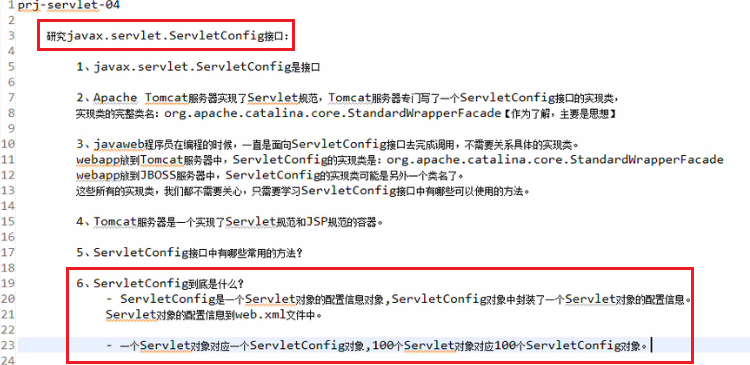 1 prj-servlet-04
2
3 研究javax.servlet.ServletConfig接口:
4
5 1、javax.servlet.ServletConfig是接口
6
7 2、Apache Tomcat服务器实现了Servlet规范，Tomcat服务器专门写了一个ServletConfig接口的实现类，
8 实现类的完整类名: org.apache.catalina.core.StandardWrapperFacade【作为了解，主要是思想】
9
10 3、javaweb程序员在编程的时候，一直是面向ServletConfig接口去完成调用，不需要关系具体的实现类。
11 webapp放到Tomcat服务器中，ServletConfig的实现类是: org.apache.catalina.core.StandardWrapperFacade
12 webapp放到JBOSS服务器中，ServletConfig的实现类可能是另外一个类名了。
13 这些所有的实现类，我们都不需要关心，只需要学习ServletConfig接口中有哪些可以使用的方法。
14
15 4、Tomcat服务器是一个实现了Servlet规范和JSP规范的容器。
16
17 5、ServletConfig接口中有哪些常用的方法？
18
19 6、ServletConfig到底是什么？
20 - ServletConfig是一个Servlet对象的配置信息对象,ServletConfig对象中封装了一个Servlet对象的配置信息。
21 Servlet对象的配置信息到web.xml文件中。
22
23 - 一个Servlet对象对应一个ServletConfig对象,100个Servlet对象对应100个ServletConfig对象。
24